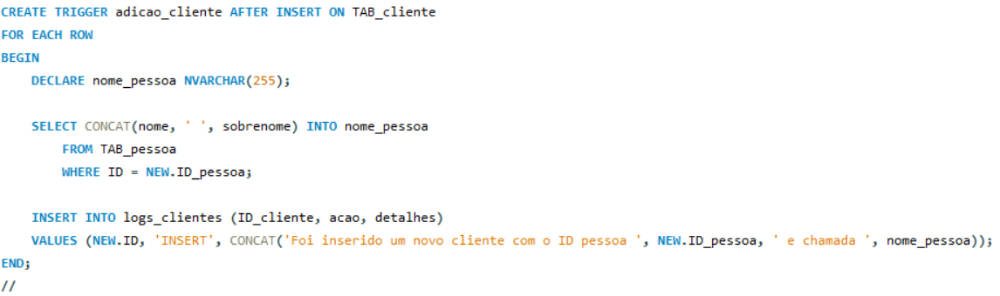 CREATE TRIGGER adicao_cliente AFTER INSERT ON TAB_cliente
FOR EACH ROW
BEGIN
    DECLARE nome_pessoa NVARCHAR(255);

    SELECT CONCAT(nome, ' ', sobrenome) INTO nome_pessoa
        FROM TAB_pessoa
        WHERE ID = NEW.ID_pessoa;

    INSERT INTO logs_clientes (ID_cliente, acao, detalhes)
    VALUES (NEW.ID, 'INSERT', CONCAT('Foi inserido um novo cliente com o ID pessoa ', NEW.ID_pessoa, ' e chamada ', nome_pessoa));
END;
//